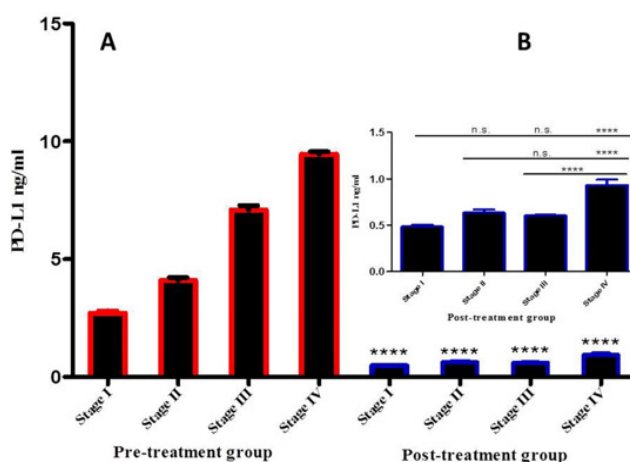 A
B
PD-L1 ng/ml
15
10
5
0
Stage I
Stage II
Stage III
Stage IV
Pre-treatment group
****
****
****
****
Stage I
Stage II
Stage III
Stage IV
Post-treatment group
PD-L1 ng/ml
1.5
1.0
0.5
0.0
n.s. n.s. ****
n.s. ****
****
Stage I
Stage II
Stage III
Stage IV
Post-treatment group